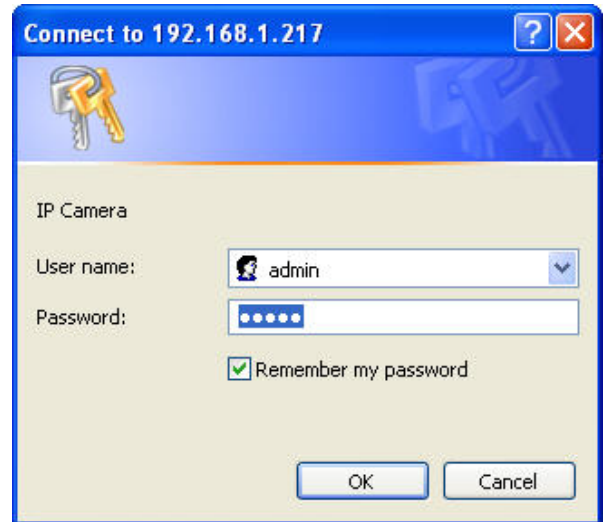 Connect to 192.168.1.217
IP Camera
User name: admin
Password: •••••
Remember my password
OK Cancel